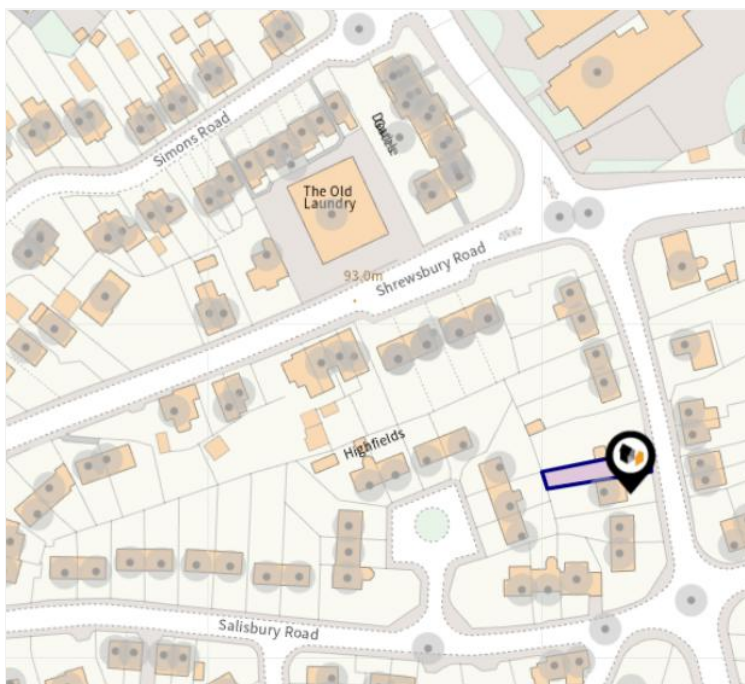 Simons Road
The Old
Laundry
93.0m
Shrewsbury Road
Highfields
Salisbury Road